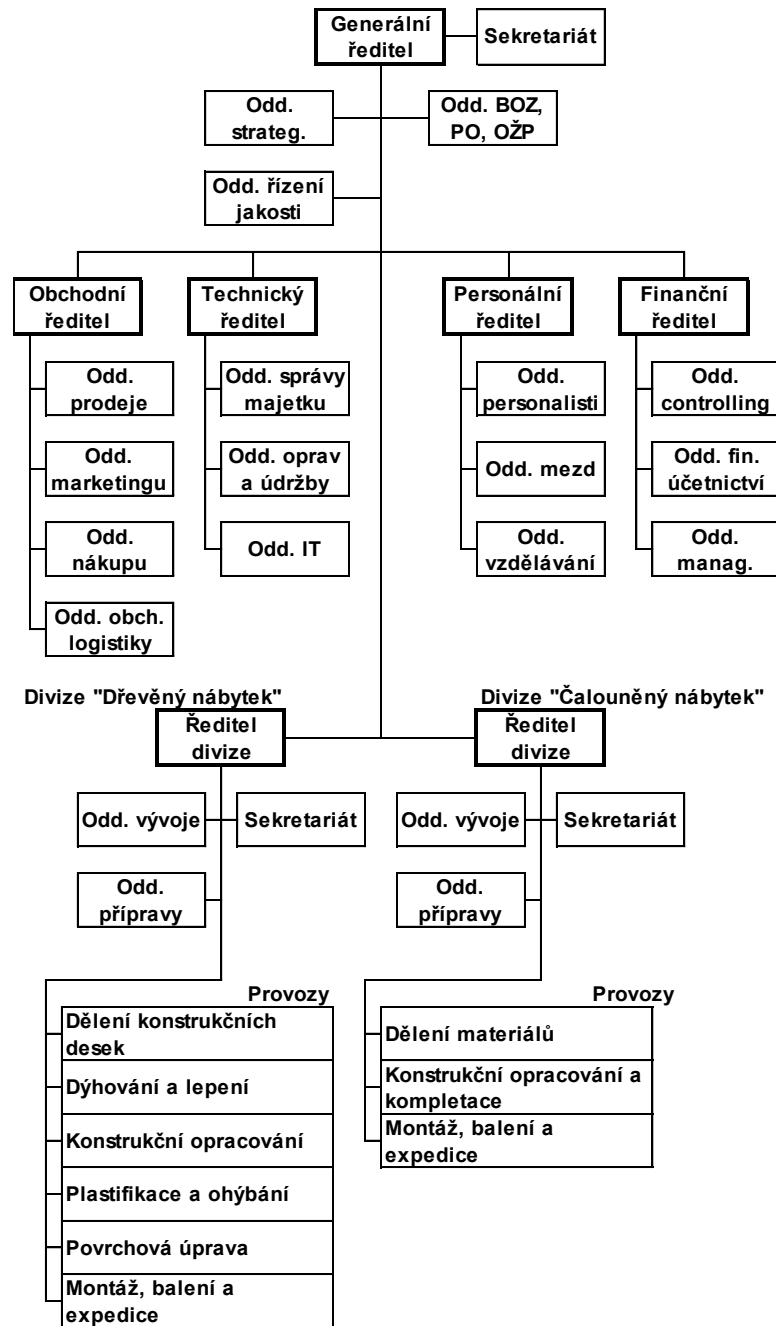 Generální
ředitel
Sekretariát
Odd.
strateg.
Odd. BOZ,
PO, OŽP
Odd. řízení
jakosti
Obchodní
ředitel
Technický
ředitel
Personální
ředitel
Finanční
ředitel
Odd.
prodeje
Odd. správy
majetku
Odd.
personalisti
Odd.
controlling
Odd.
marketingu
Odd. oprav
a údržby
Odd. mezd
Odd. fin.
účetnictví
Odd.
nákupu
Odd. IT
Odd.
vzdělávání
Odd.
manag.
Odd. obch.
logistiky
Divize "Dřevěný nábytek"
Divize "Čalouněný nábytek"
Ředitel
divize
Ředitel
divize
Odd. vývoje
Sekretariát
Odd. vývoje
Sekretariát
Odd.
přípravy
Odd.
přípravy
Provozy
Dělení konstrukčních
desek
Dýhování a lepení
Konstrukční opracování
Plastifikace a ohýbání
Povrchová úprava
Montáž, balení a
expedice
Provozy
Dělení materiálů
Konstrukční opracování a
kompletace
Montáž, balení a
expedice